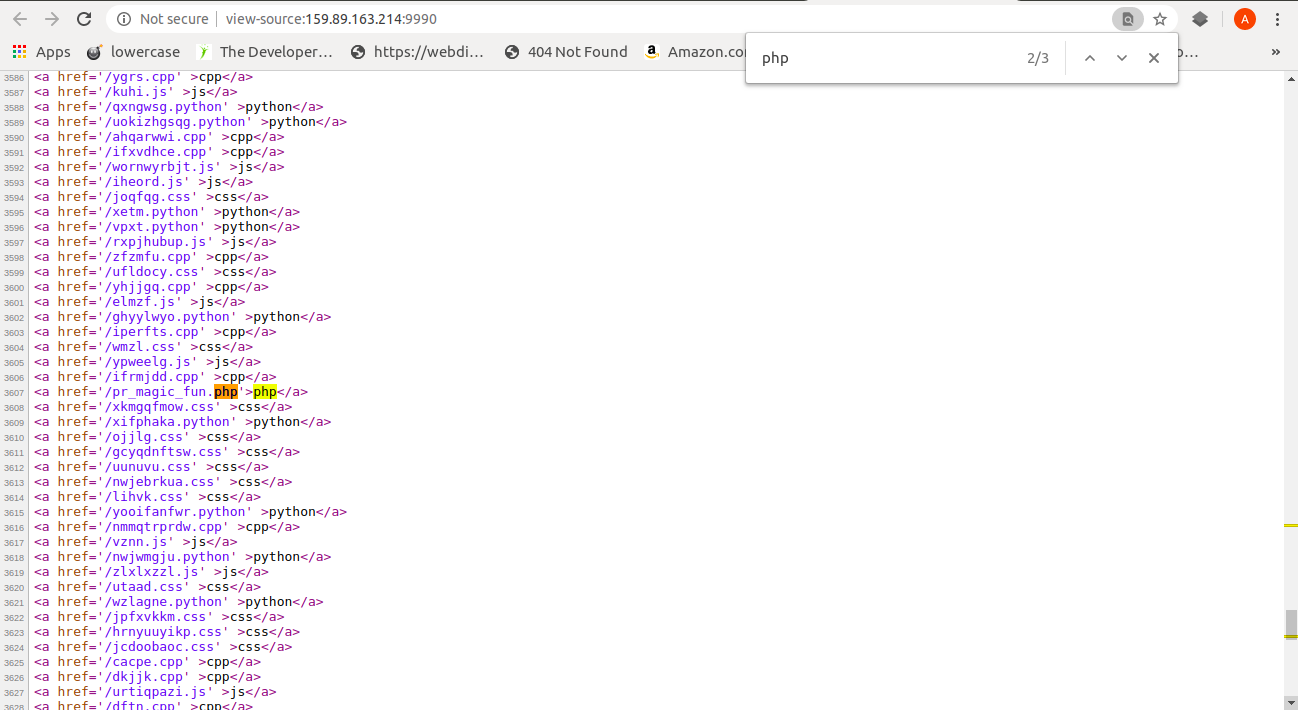 Not secure | view-source:159.89.163.214:9990 A
Apps lowercase The Developer… https://webdi… 404 Not Found Amazon.co o… »
php 2/3
3586 <a href='/ygrs.cpp' >cpp</a>
3587 <a href='/kuhi.js' >js</a>
3588 <a href='/qxngwsg.python' >python</a>
3589 <a href='/uokizhgsqg.python' >python</a>
3590 <a href='/ahqarwwi.cpp' >cpp</a>
3591 <a href='/ifxvdhce.cpp' >cpp</a>
3592 <a href='/wornwyrbjt.js' >js</a>
3593 <a href='/iheord.js' >js</a>
3594 <a href='/joqfqg.css' >css</a>
3595 <a href='/xetm.python' >python</a>
3596 <a href='/vpxt.python' >python</a>
3597 <a href='/rxpjhubup.js' >js</a>
3598 <a href='/zfzmfu.cpp' >cpp</a>
3599 <a href='/ufldocy.css' >css</a>
3600 <a href='/yhjjgq.cpp' >cpp</a>
3601 <a href='/elmzf.js' >js</a>
3602 <a href='/ghyylwyo.python' >python</a>
3603 <a href='/iperfts.cpp' >cpp</a>
3604 <a href='/wmzl.css' >css</a>
3605 <a href='/ypweelg.js' >js</a>
3606 <a href='/ifrmjdd.cpp' >cpp</a>
3607 <a href='/pr_magic_fun.php'>php</a>
3608 <a href='/xkmgqfmow.css' >css</a>
3609 <a href='/xifphaka.python' >python</a>
3610 <a href='/ojjlg.css' >css</a>
3611 <a href='/gcyqdnftsw.css' >css</a>
3612 <a href='/uunuvu.css' >css</a>
3613 <a href='/nwjebrkua.css' >css</a>
3614 <a href='/lihvk.css' >css</a>
3615 <a href='/yooifanfwr.python' >python</a>
3616 <a href='/nmmqtrprdw.cpp' >cpp</a>
3617 <a href='/vznn.js' >js</a>
3618 <a href='/nwjwmgju.python' >python</a>
3619 <a href='/zlxlxzzl.js' >js</a>
3620 <a href='/utaad.css' >css</a>
3621 <a href='/wzlagne.python' >python</a>
3622 <a href='/jpfxvkkm.css' >css</a>
3623 <a href='/hrnyuuyikp.css' >css</a>
3624 <a href='/jcdoobaoc.css' >css</a>
3625 <a href='/cacpe.cpp' >cpp</a>
3626 <a href='/dkjjk.cpp' >cpp</a>
3627 <a href='/urtiqpazi.js' >js</a>
3628 <a href='/dftn.cpp' >cpp</a>